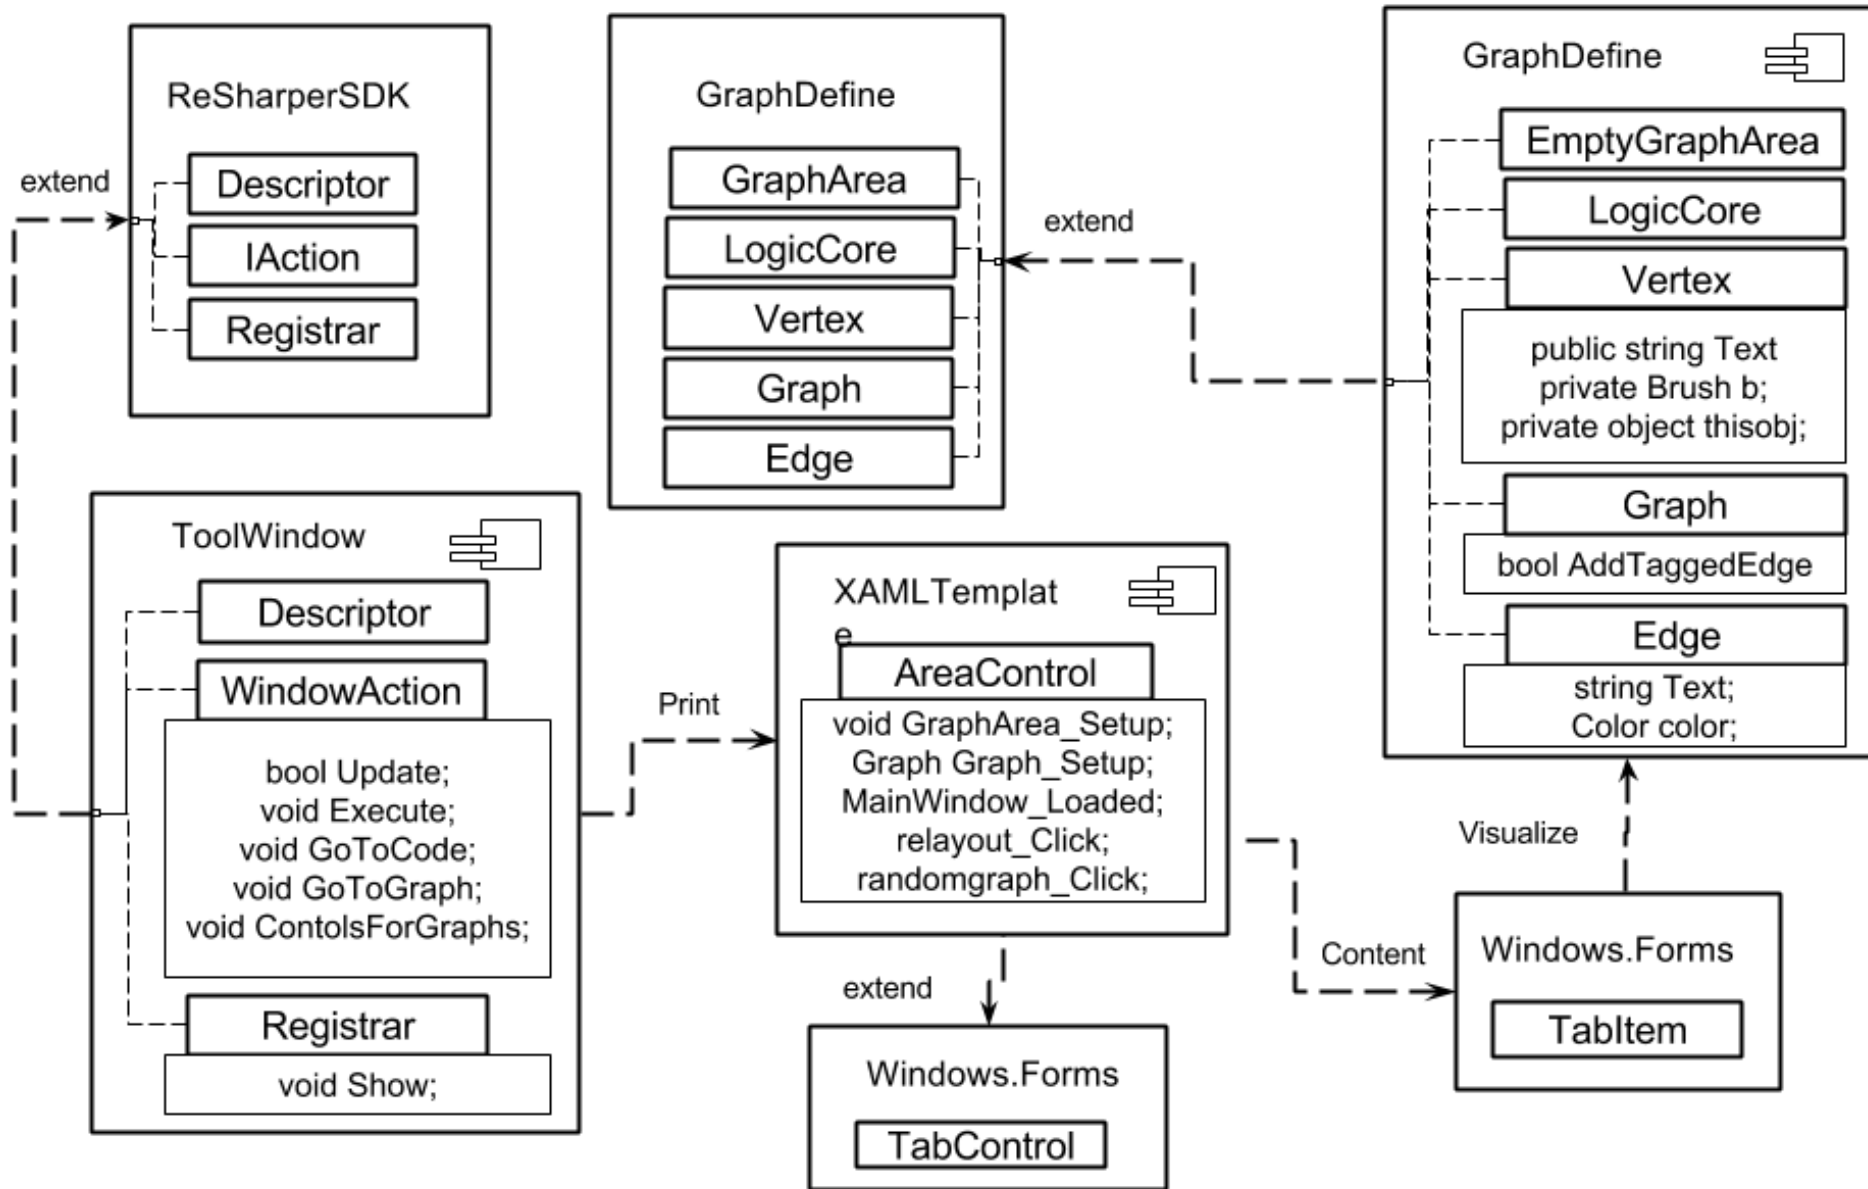 ReSharperSDK
Descriptor
IAction
Registrar
extend
GraphDefine
GraphArea
LogicCore
Vertex
Graph
Edge
extend
GraphDefine
EmptyGraphArea
LogicCore
Vertex
public string Text
private Brush b;
private object thisobj;
Graph
bool AddTaggedEdge
Edge
string Text;
Color color;
ToolWindow
Descriptor
WindowAction
bool Update;
void Execute;
void GoToCode;
void GoToGraph;
void ContolsForGraphs;
Registrar
void Show;
Print
XAMLTemplat
e
AreaControl
void GraphArea_Setup;
Graph Graph_Setup;
MainWindow_Loaded;
relayout_Click;
randomgraph_Click;
extend
Windows.Forms
TabControl
Content
Visualize
Windows.Forms
TabItem